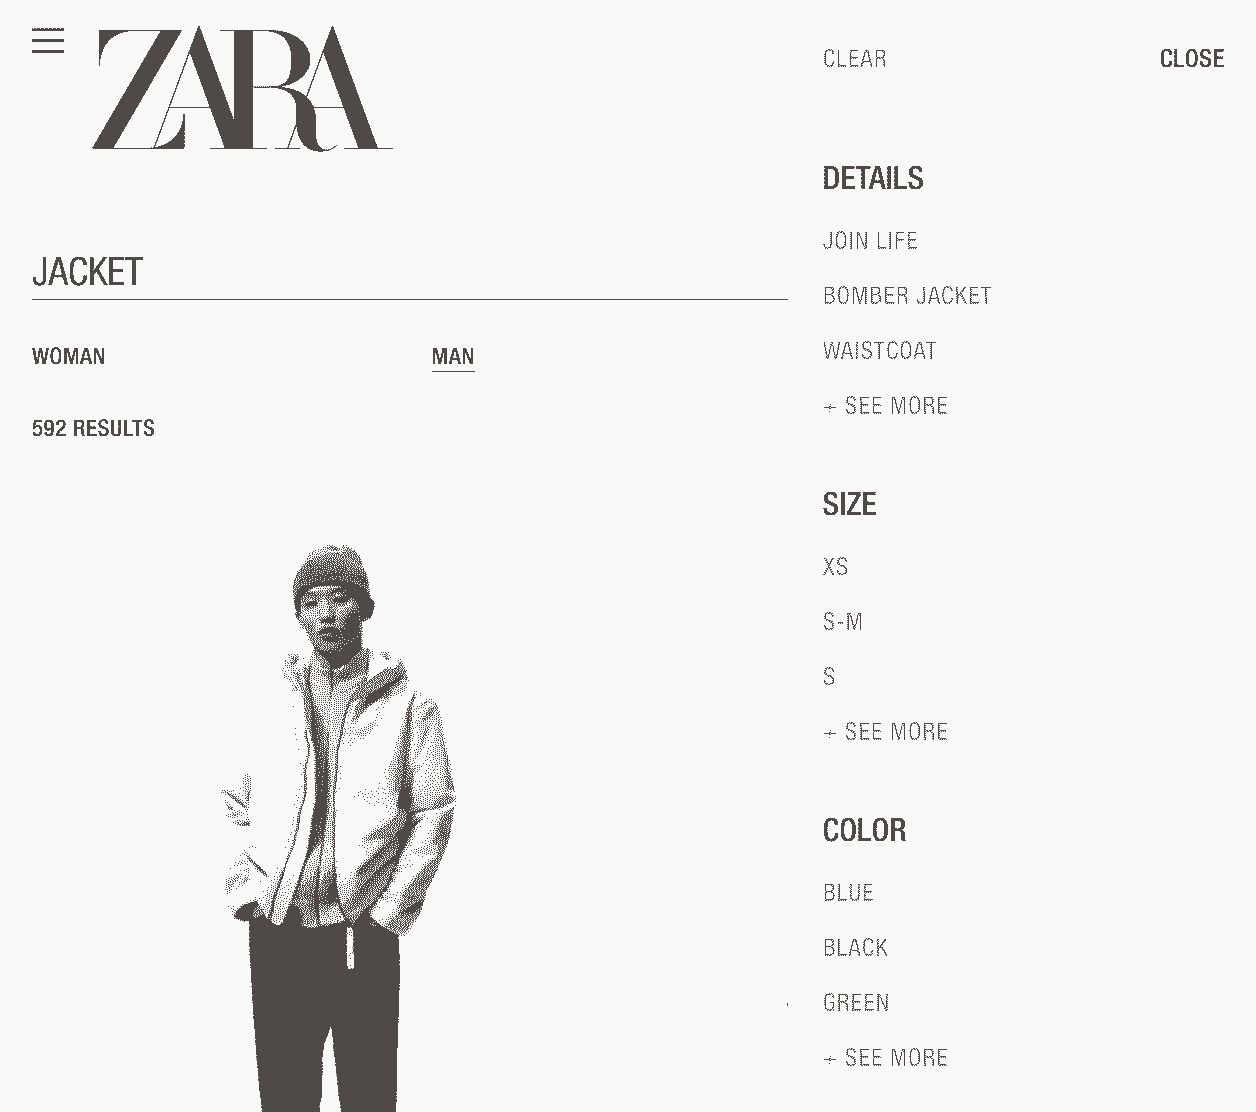 ZARA
CLEAR
CLOSE
JACKET
WOMAN
MAN
592 RESULTS
DETAILS
JOIN LIFE
BOMBER JACKET
WAISTCOAT
+ SEE MORE
SIZE
XS
S-M
S
+ SEE MORE
COLOR
BLUE
BLACK
GREEN
+ SEE MORE